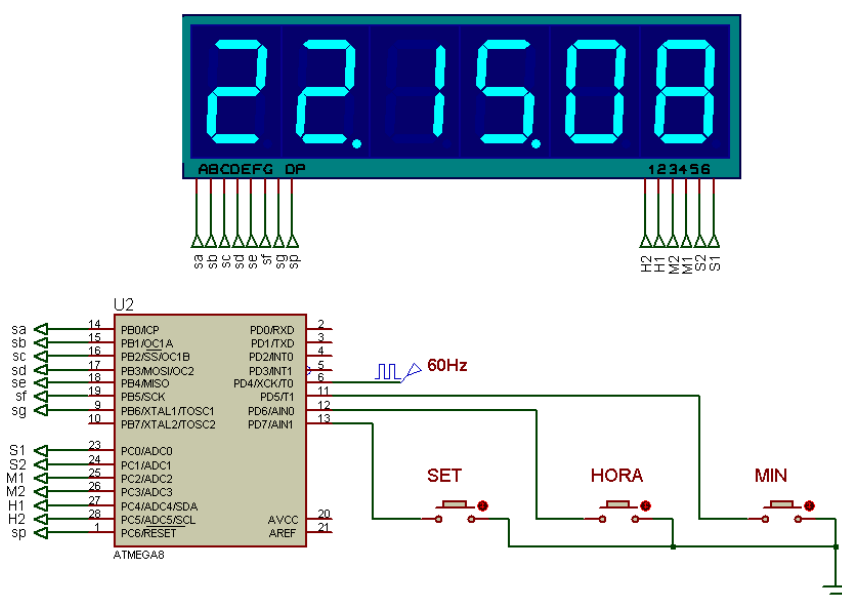 22.15.08
ABCDEFG DP
123456
sa
sb
sc
sd
se
sf
sg
sp
H2
H1
M2
M1
S2
S1
U2
sa 14 PB0/ICP
sb 15 PB1/OC1A
sc 16 PB2/SS/OC1B
sd 17 PB3/MOSI/OC2
se 18 PB4/MISO
sf 19 PB5/SCK
sg 9 PB6/XTAL1/TOSC1
10 PB7/XTAL2/TOSC2
S1 23 PC0/ADC0
S2 24 PC1/ADC1
M1 25 PC2/ADC2
M2 26 PC3/ADC3
H1 27 PC4/ADC4/SDA
H2 28 PC5/ADC5/SCL
sp 1 PC6/RESET
PD0/RXD 2
PD1/TXD 3
PD2/INT0 4
PD3/INT1 5
PD4/XCK/T0 6
PD5/T1 11
PD6/AIN0 12
PD7/AIN1 13
AVCC 20
AREF 21
ATMEGA8
60Hz
SET
HORA
MIN